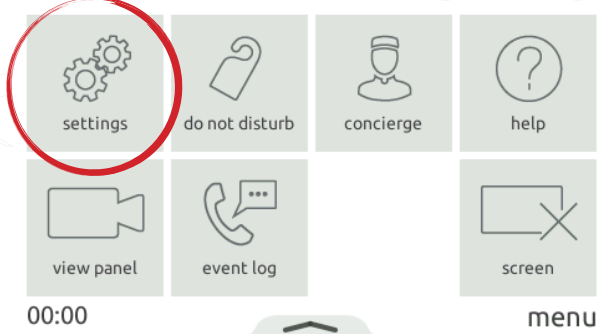 settings do not disturb concierge help
view panel event log screen
00:00 menu